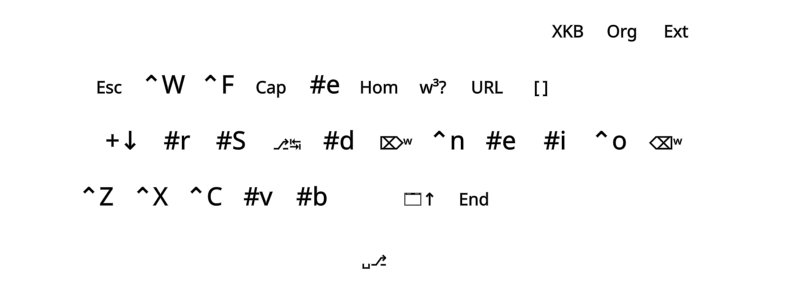 XKB Org Ext
Esc ^W ^F Cap #e Hom w³? URL []
+↓ #r #S ⎇↹ #d ⌦ʷ ^n #e #i ^o ⌫ʷ
^Z ^X ^C #v #b 🗔↑ End
␣⎇